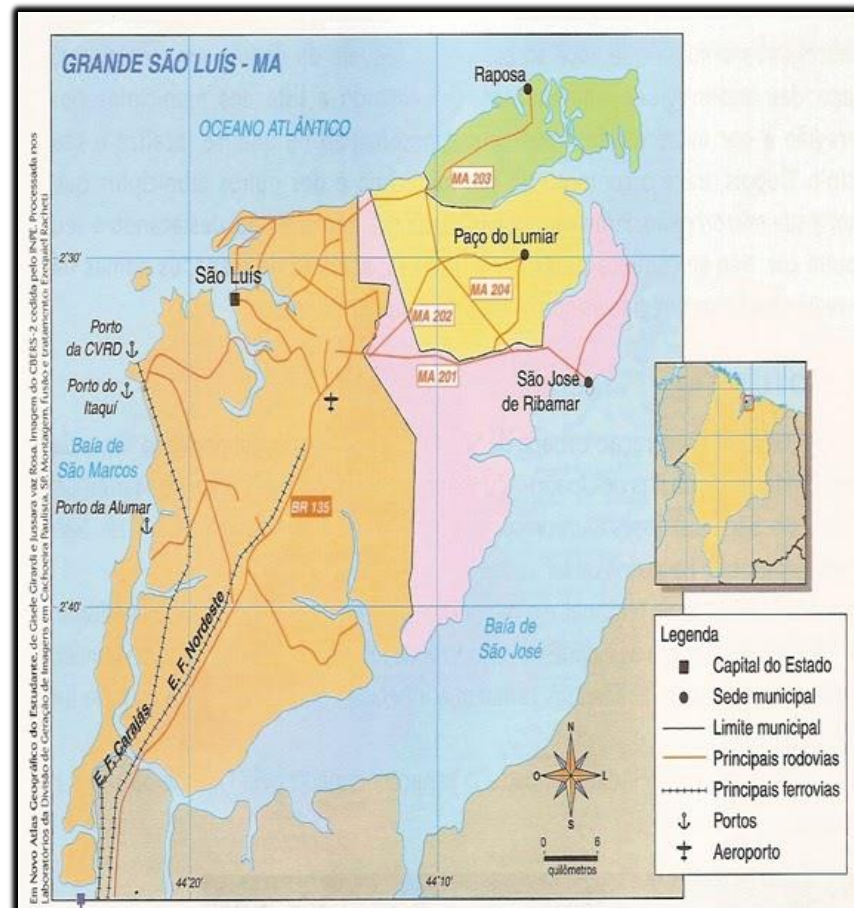 GRANDE SÃO LUÍS - MA
OCEANO ATLÂNTICO
Raposa
MA 203
2°30'
Paço do Lumiar
São Luís
MA 204
MA 202
Porto
da CVRD
MA 201
São José
de Ribamar
Porto do
Itaquí
Baía de
São Marcos
Porto da Alumar
BR 135
2°40'
E. F. Nordeste
Baía de
São José
E. F. Carajás
N
O
L
S
0 6
quilômetros
44°20'
44°10'
Legenda
Capital do Estado
Sede municipal
Limite municipal
Principais rodovias
Principais ferrovias
Portos
Aeroporto
Em Novo Atlas Geográfico do Estudante, de Gisele Girardi e Jussara vaz Rosa. Imagem do CBERS-2 cedida pelo INPE. Processada nos
Laboratórios da Divisão de Geração de Imagens em Cachoeira Paulista, SP. Montagem, fusão e tratamento: Ezequiel Racheti